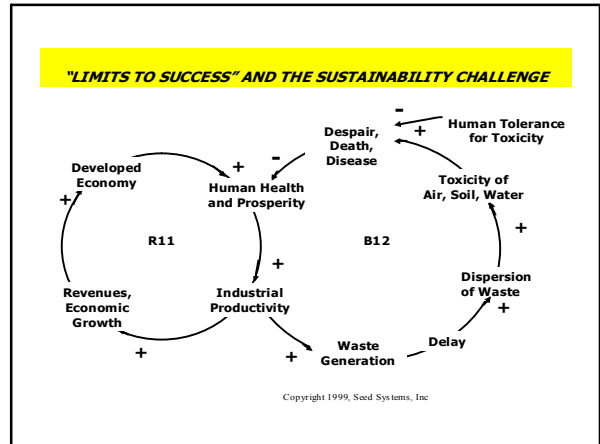 "LIMITS TO SUCCESS" AND THE SUSTAINABILITY CHALLENGE
-
Despair,
Death,
Disease
+
Human Tolerance
for Toxicity
-
+
Developed
Economy
+
Human Health
and Prosperity
Toxicity of
Air, Soil, Water
R11
B12
+
+
Revenues,
Economic
Growth
Industrial
Productivity
Dispersion
of Waste
+
+
+
Waste
Generation
Delay
Copyright 1999, Seed Systems, Inc